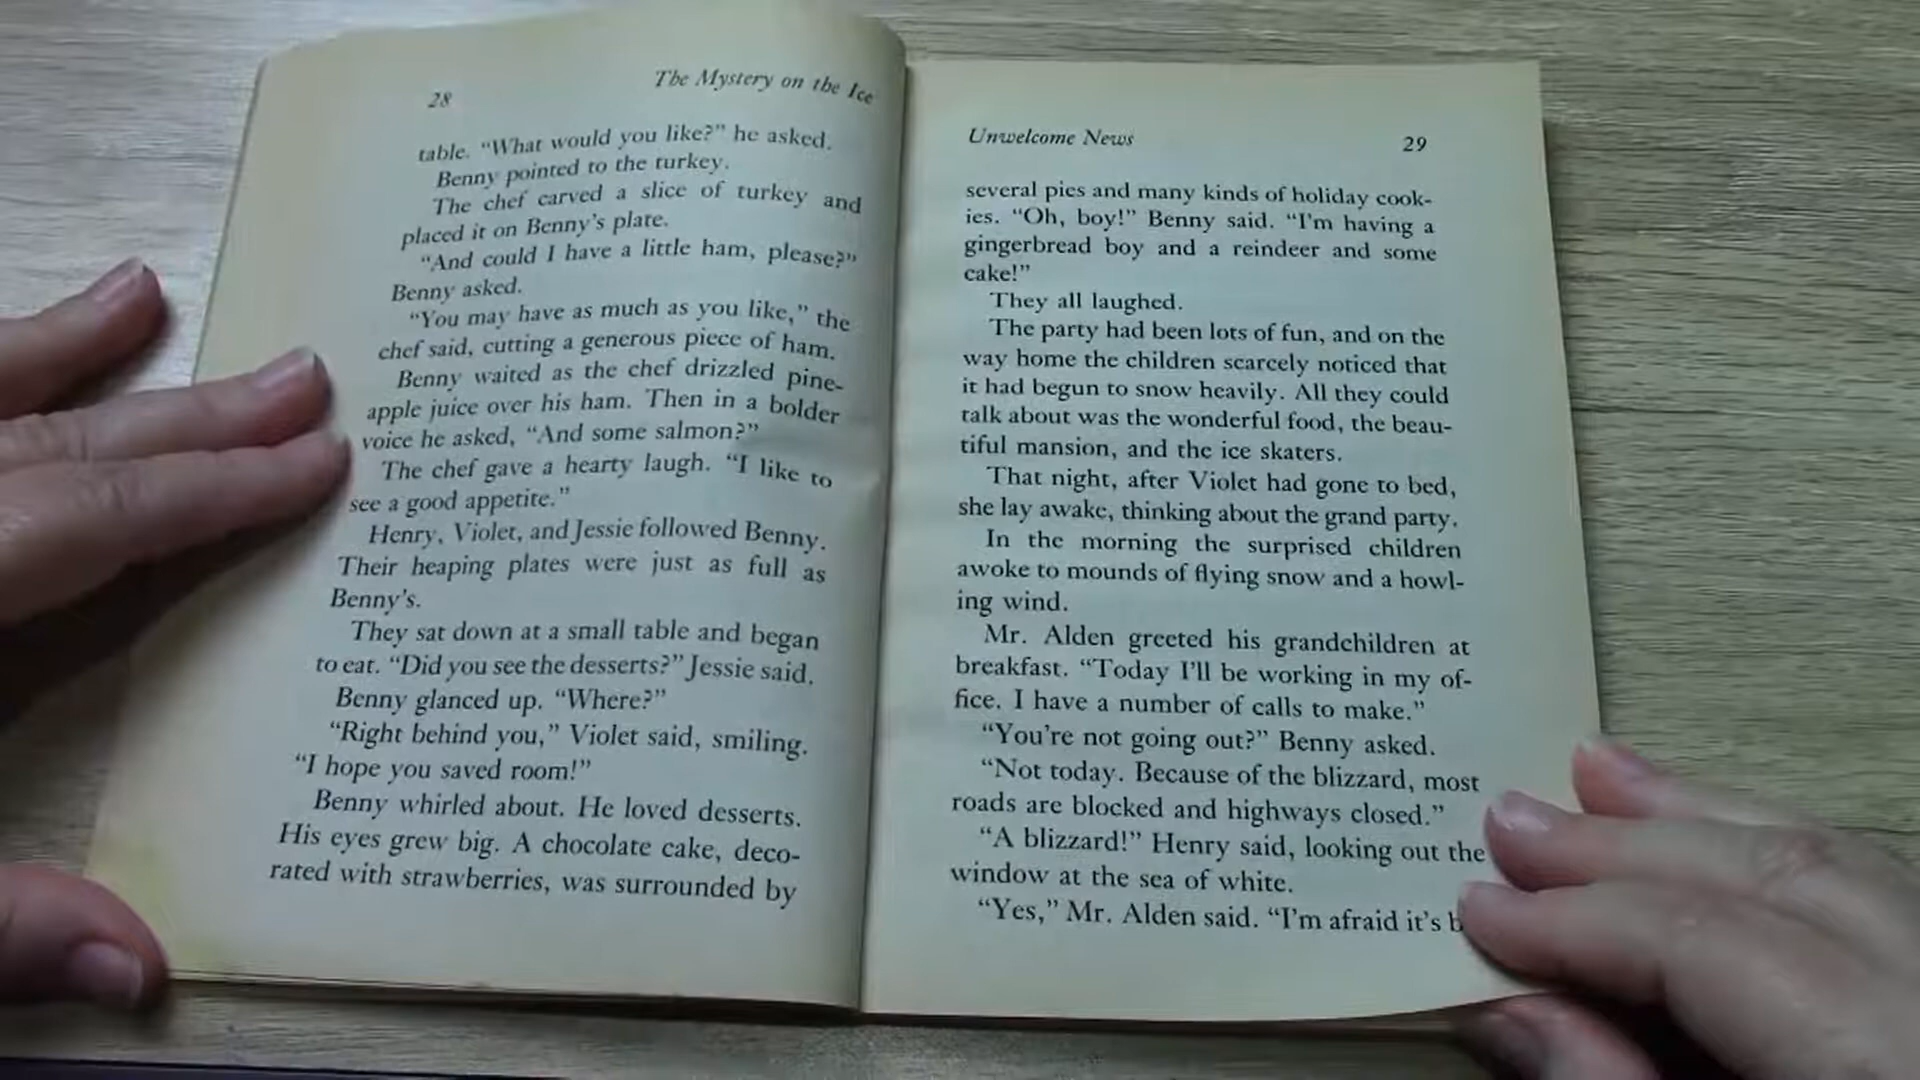 28
The Mystery on the Ice
table. “What would you like?” he asked.
Benny pointed to the turkey.
The chef carved a slice of turkey and
placed it on Benny’s plate.
“And could I have a little ham, please?”
Benny asked.
“You may have as much as you like,” the
chef said, cutting a generous piece of ham.
Benny waited as the chef drizzled pine-
apple juice over his ham. Then in a bolder
voice he asked, “And some salmon?”
The chef gave a hearty laugh. “I like to
see a good appetite.”
Henry, Violet, and Jessie followed Benny.
Their heaping plates were just as full as
Benny’s.
They sat down at a small table and began
to eat. “Did you see the desserts?” Jessie said.
Benny glanced up. “Where?”
“Right behind you,” Violet said, smiling.
“I hope you saved room!”
Benny whirled about. He loved desserts.
His eyes grew big. A chocolate cake, deco-
rated with strawberries, was surrounded by
Unwelcome News
29
several pies and many kinds of holiday cook-
ies. “Oh, boy!” Benny said. “I’m having a
gingerbread boy and a reindeer and some
cake!”
They all laughed.
The party had been lots of fun, and on the
way home the children scarcely noticed that
it had begun to snow heavily. All they could
talk about was the wonderful food, the beau-
tiful mansion, and the ice skaters.
That night, after Violet had gone to bed,
she lay awake, thinking about the grand party.
In the morning the surprised children
awoke to mounds of flying snow and a howl-
ing wind.
Mr. Alden greeted his grandchildren at
breakfast. “Today I’ll be working in my of-
fice. I have a number of calls to make.”
“You’re not going out?” Benny asked.
“Not today. Because of the blizzard, most
roads are blocked and highways closed.”
“A blizzard!” Henry said, looking out the
window at the sea of white.
“Yes,” Mr. Alden said. “I’m afraid it’s